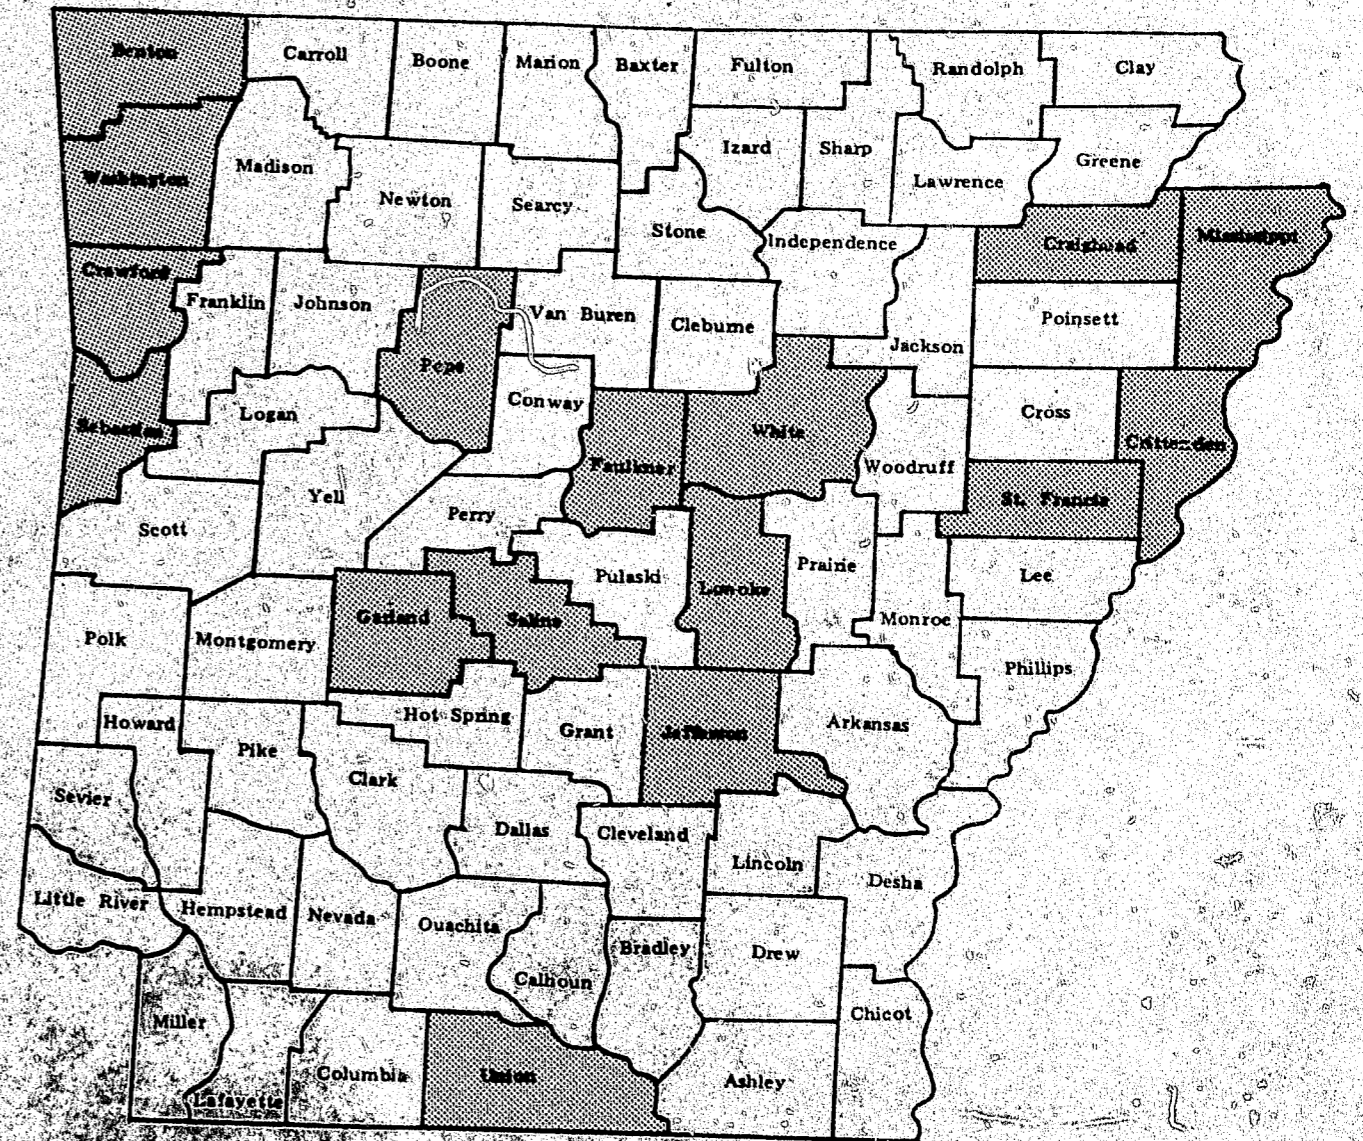 Benton
Carroll
Boone
Marion
Baxter
Fulton
Randolph
Clay
Washington
Madison
Newton
Searcy
Stone
Izard
Sharp
Lawrence
Greene
Independence
Craighead
Mississippi
Crawford
Franklin
Johnson
Pope
Van Buren
Cleburne
Jackson
Poinsett
Sebastian
Logan
Conway
Faulkner
White
Woodruff
Cross
Crittenden
Scott
Yell
Perry
Pulaski
Lonoke
Prairie
St. Francis
Lee
Monroe
Polk
Montgomery
Garland
Saline
Phillips
Howard
Pike
Hot Spring
Grant
Jefferson
Arkansas
Sevier
Clark
Dallas
Cleveland
Lincoln
Desha
Little River
Hempstead
Nevada
Ouachita
Calhoun
Bradley
Drew
Miller
Lafayette
Columbia
Union
Ashley
Chicot